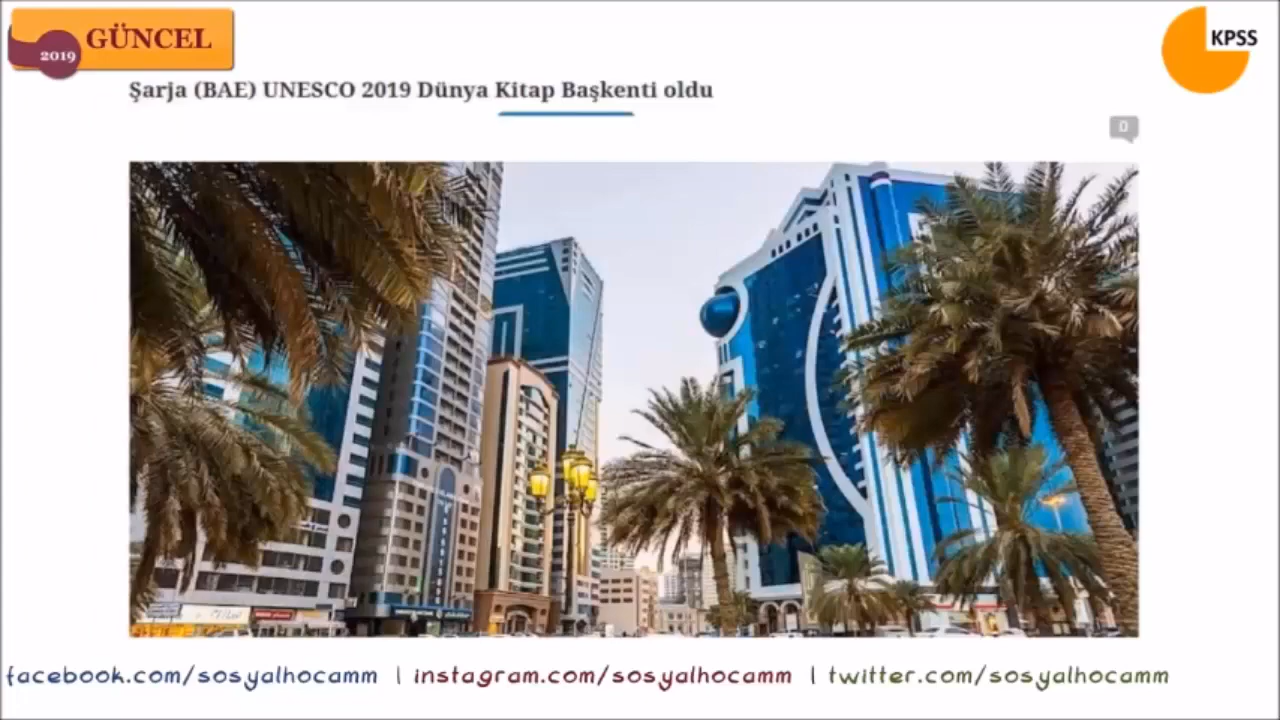 GÜNCEL
2019
KPSS
Şarja (BAE) UNESCO 2019 Dünya Kitap Başkenti oldu
0
facebook.com/sosyalhocamm | instagram.com/sosyalhocamm | twitter.com/sosyalhocamm